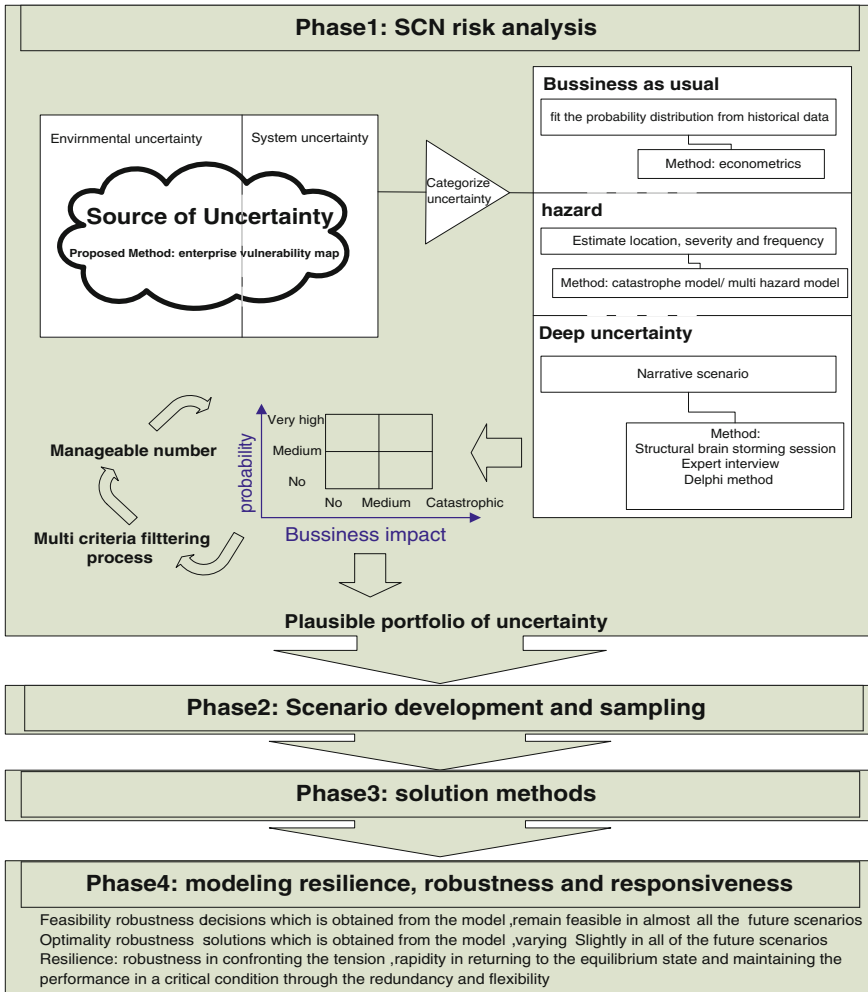 Phase1: SCN risk analysis
Envirnmental uncertainty
System uncertainty
Source of Uncertainty
Proposed Method: enterprise vulnerability map
Categorize
uncertainty
Bussiness as usual
fit the probability distribution from historical data
Method: econometrics
hazard
Estimate location, severity and frequency
Method: catastrophe model/ multi hazard model
Deep uncertainty
Narrative scenario
Method:
Structural brain storming session
Expert interview
Delphi method
Manageable number
Multi criteria filttering
process
probability
Very high
Medium
No
No
Medium
Catastrophic
Bussiness impact
Plausible portfolio of uncertainty
Phase2: Scenario development and sampling
Phase3: solution methods
Phase4: modeling resilience, robustness and responsiveness
Feasibility robustness decisions which is obtained from the model ,remain feasible in almost all the future scenarios
Optimality robustness solutions which is obtained from the model ,varying Slightly in all of the future scenarios
Resilience: robustness in confronting the tension ,rapidity in returning to the equilibrium state and maintaining the
performance in a critical condition through the redundancy and flexibility